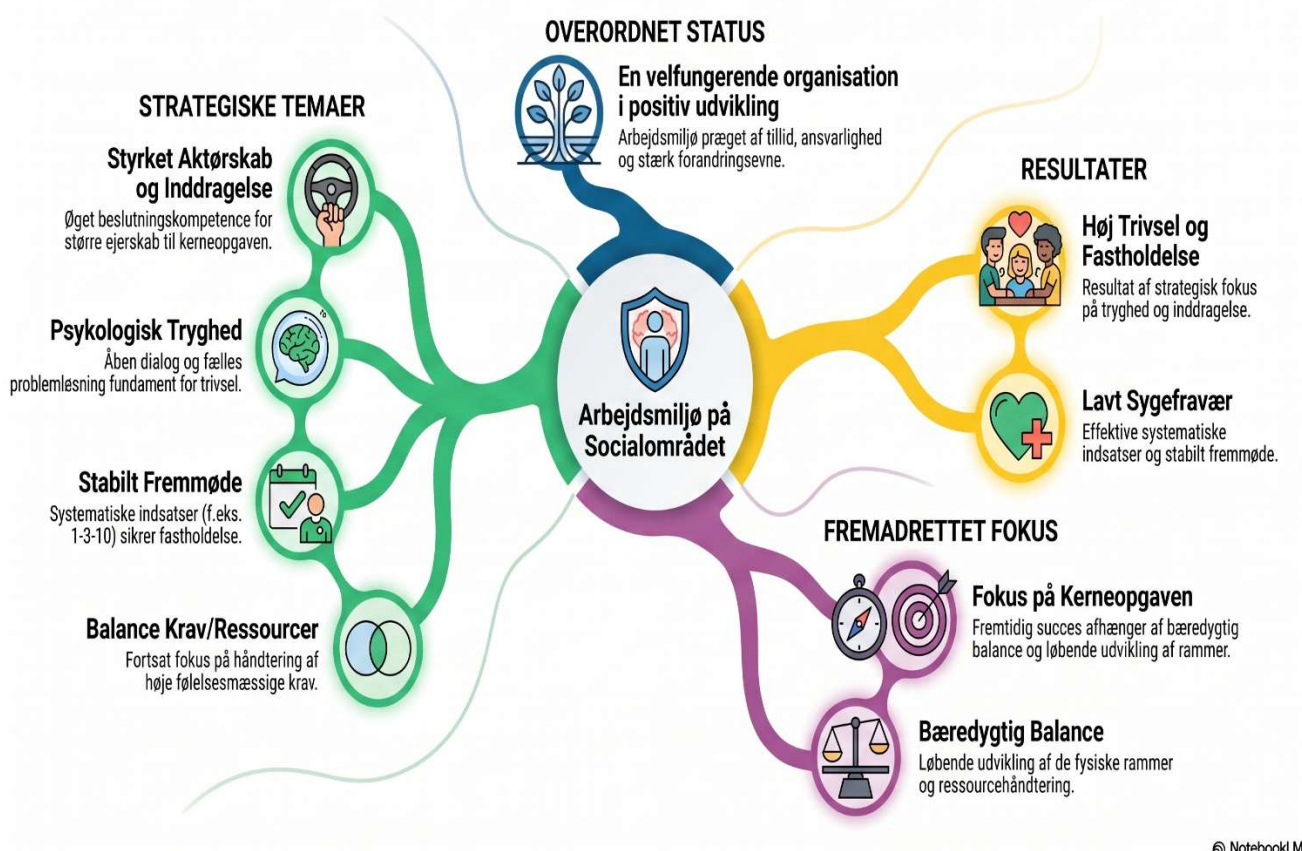 OVERORDNET STATUS
En velfungerende organisation
i positiv udvikling
Arbejdsmiljø præget af tillid, ansvarlighed
og stærk forandringsevne.
STRATEGISKE TEMAER
Styrket Aktørskab
og Inddragelse
Øget beslutningskompetence for
større ejerskab til kerneopgaven.
Psykologisk Tryghed
Åben dialog og fælles
problemløsning fundament for trivsel.
Stabilt Fremmøde
Systematiske indsatser (f.eks.
1-3-10) sikrer fastholdelse.
Balance Krav/Ressourcer
Fortsat fokus på håndtering af
høje følelsesmæssige krav.
Arbejdsmiljø på
Socialområdet
RESULTATER
Høj Trivsel og
Fastholdelse
Resultat af strategisk fokus
på tryghed og inddragelse.
Lavt Sygefravær
Effektive systematiske
indsatser og stabilt fremmøde.
FREMADRETTET FOKUS
Fokus på Kerneopgaven
Fremtidig succes afhænger af bæredygtig
balance og løbende udvikling af rammer.
Bæredygtig Balance
Løbende udvikling af de fysiske rammer
og ressourcehåndtering.
NotebookLM